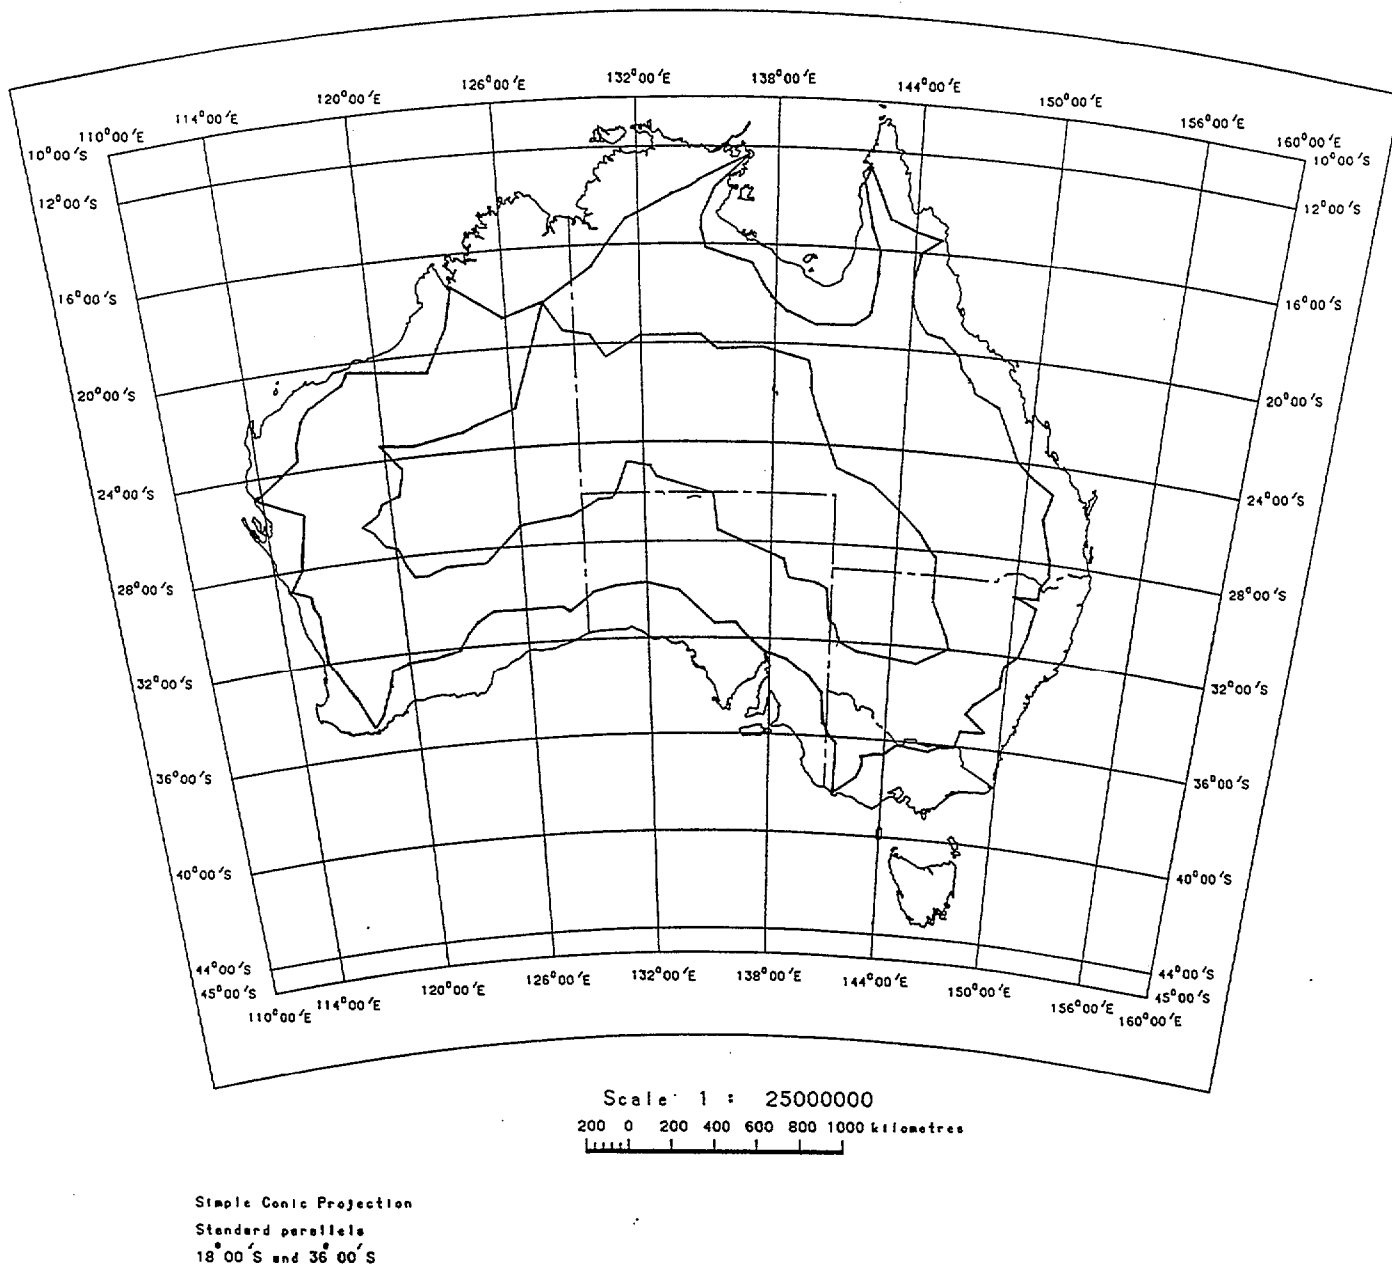 132°00'E 138°00'E
126°00'E 144°00'E
120°00'E 150°00'E
114°00'E 156°00'E
110°00'E 160°00'E
10°00'S 10°00'S
12°00'S 12°00'S
16°00'S 16°00'S
20°00'S 20°00'S
24°00'S 24°00'S
28°00'S 28°00'S
32°00'S 32°00'S
36°00'S 36°00'S
40°00'S 40°00'S
44°00'S 44°00'S
45°00'S 45°00'S
110°00'E 114°00'E 120°00'E 126°00'E 132°00'E 138°00'E 144°00'E 150°00'E 156°00'E 160°00'E
Scale 1 : 25000000
200 0 200 400 600 800 1000 kilometres
Simple Conic Projection
Standard parallels
18°00'S and 36°00'S